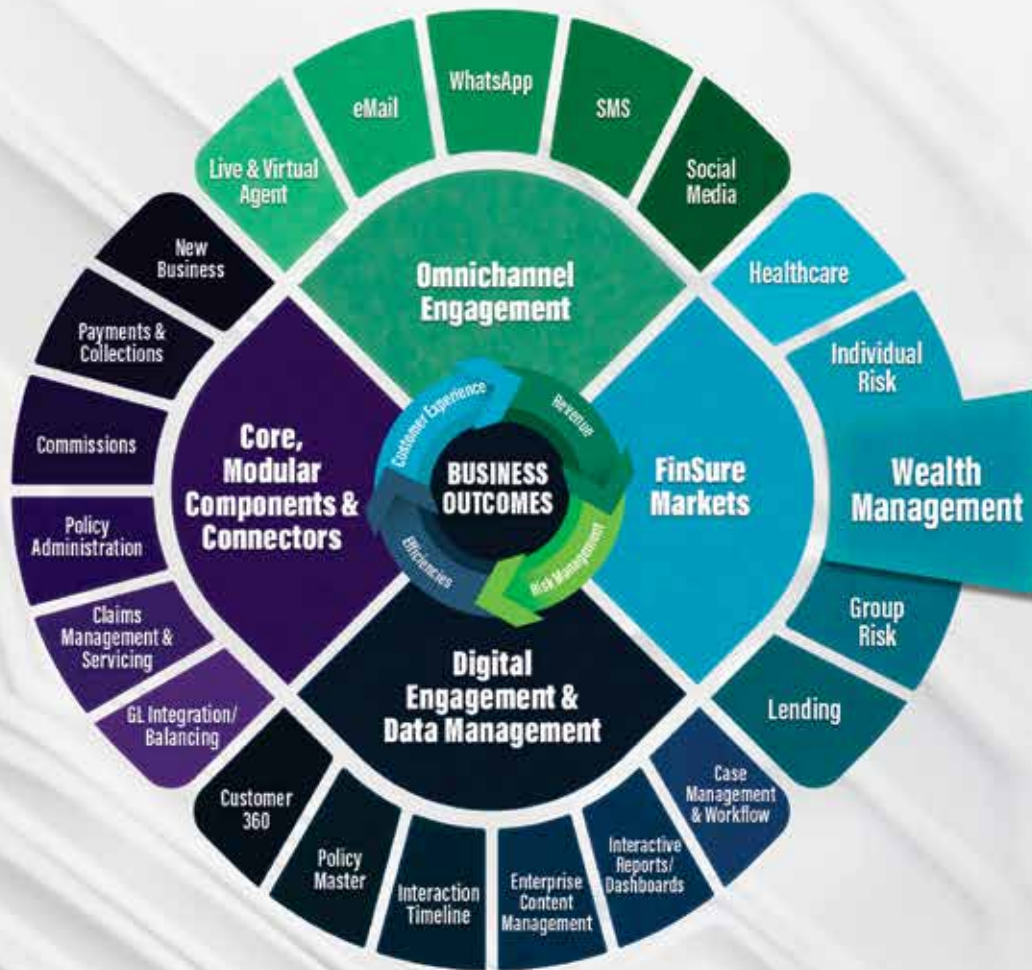 WhatsApp
eMail
SMS
Live & Virtual
Agent
Social
Media
New
Business
Healthcare
Omnichannel
Engagement
Payments &
Collections
Individual
Risk
Customer Experience
Revenue
Commissions
Core,
Modular
Components &
Connectors
BUSINESS
OUTCOMES
FinSure
Markets
Wealth
Management
Efficiencies
Risk Management
Policy
Administration
Group
Risk
Claims
Management &
Servicing
Digital
Engagement &
Data Management
GL Integration/
Balancing
Lending
Customer
360
Policy
Master
Interaction
Timeline
Enterprise
Content
Management
Interactive
Reports/
Dashboards
Case
Management
& Workflow